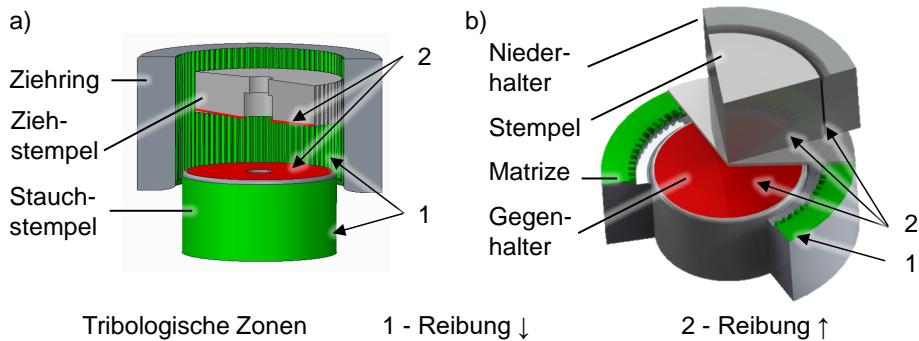 a)
Ziehring
Zieh-
stempel
Stauch-
stempel
2
1
b)
Nieder-
halter
Stempel
Matrize
Gegen-
halter
2
1
Tribologische Zonen 1 - Reibung ↓ 2 - Reibung ↑